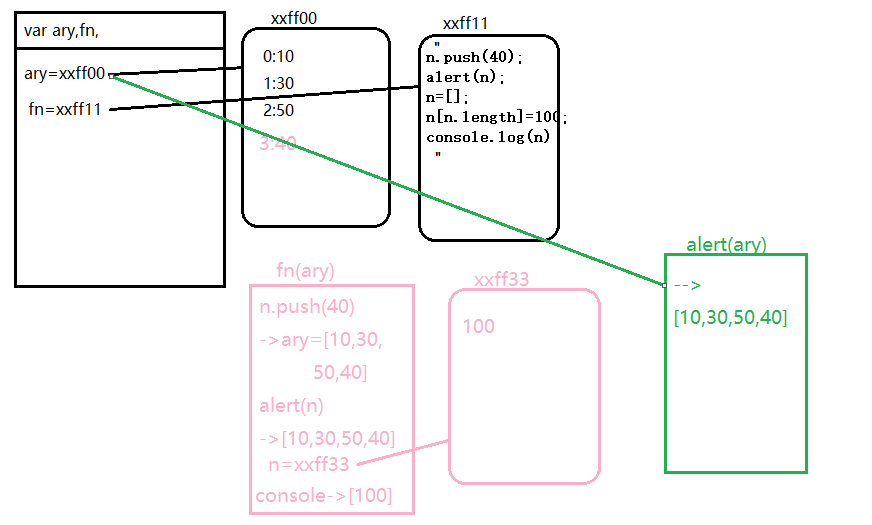 var ary,fn,
ary=xxff00
fn=xxff11
xxff00
0:10
1:30
2:50
3:40
xxff11
"
n.push(40);
alert(n);
n=[];
n[n.length]=100;
console.log(n)
"
fn(ary)
n.push(40)
->ary=[10,30,
50,40]
alert(n)
->[10,30,50,40]
n=xxff33
console->[100]
xxff33
100
alert(ary)
-->
[10,30,50,40]